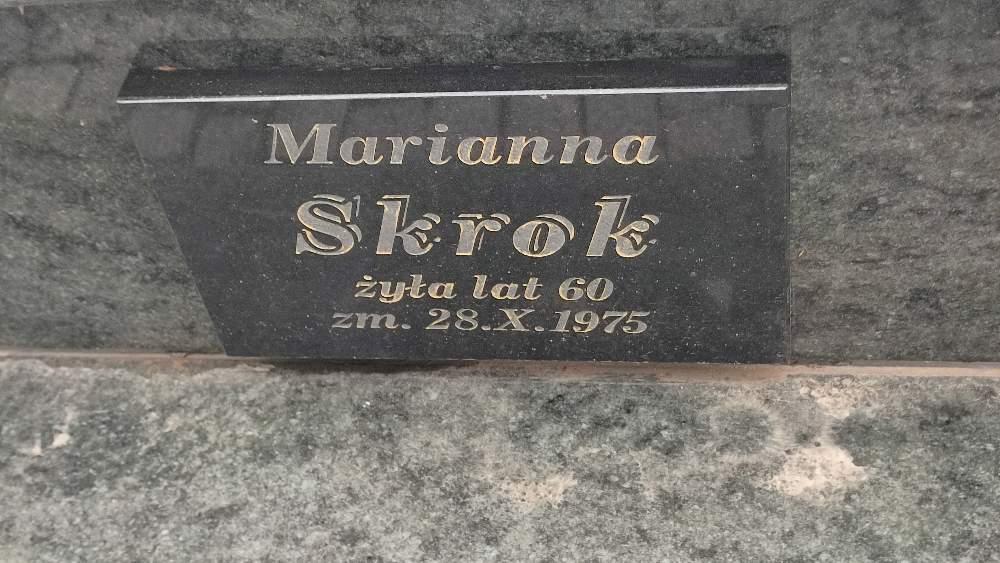 Marianna
Skrok
żyła lat 60
zm. 28.X.1975